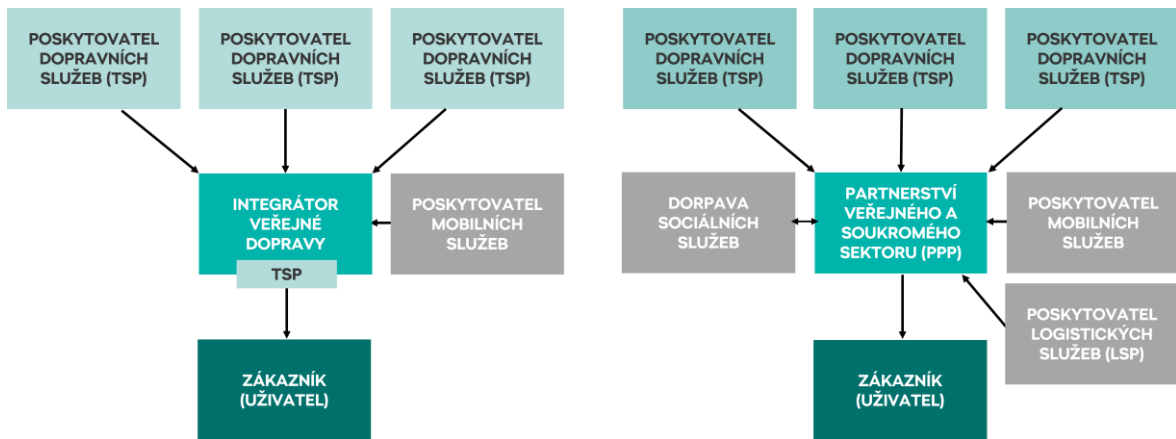 POSKYTOVATEL
DOPRAVNÍCH
SLUŽEB (TSP)
POSKYTOVATEL
DOPRAVNÍCH
SLUŽEB (TSP)
POSKYTOVATEL
DOPRAVNÍCH
SLUŽEB (TSP)
INTEGRÁTOR
VEŘEJNÉ
DOPRAVY
TSP
POSKYTOVATEL
MOBILNÍCH
SLUŽEB
ZÁKAZNÍK
(UŽIVATEL)
POSKYTOVATEL
DOPRAVNÍCH
SLUŽEB (TSP)
POSKYTOVATEL
DOPRAVNÍCH
SLUŽEB (TSP)
POSKYTOVATEL
DOPRAVNÍCH
SLUŽEB (TSP)
DORPAVA
SOCIÁLNÍCH
SLUŽEB
PARTNERSTVÍ
VEŘEJNÉHO A
SOUKROMÉHO
SEKTORU (PPP)
POSKYTOVATEL
MOBILNÍCH
SLUŽEB
POSKYTOVATEL
LOGISTICKÝCH
SLUŽEB (LSP)
ZÁKAZNÍK
(UŽIVATEL)